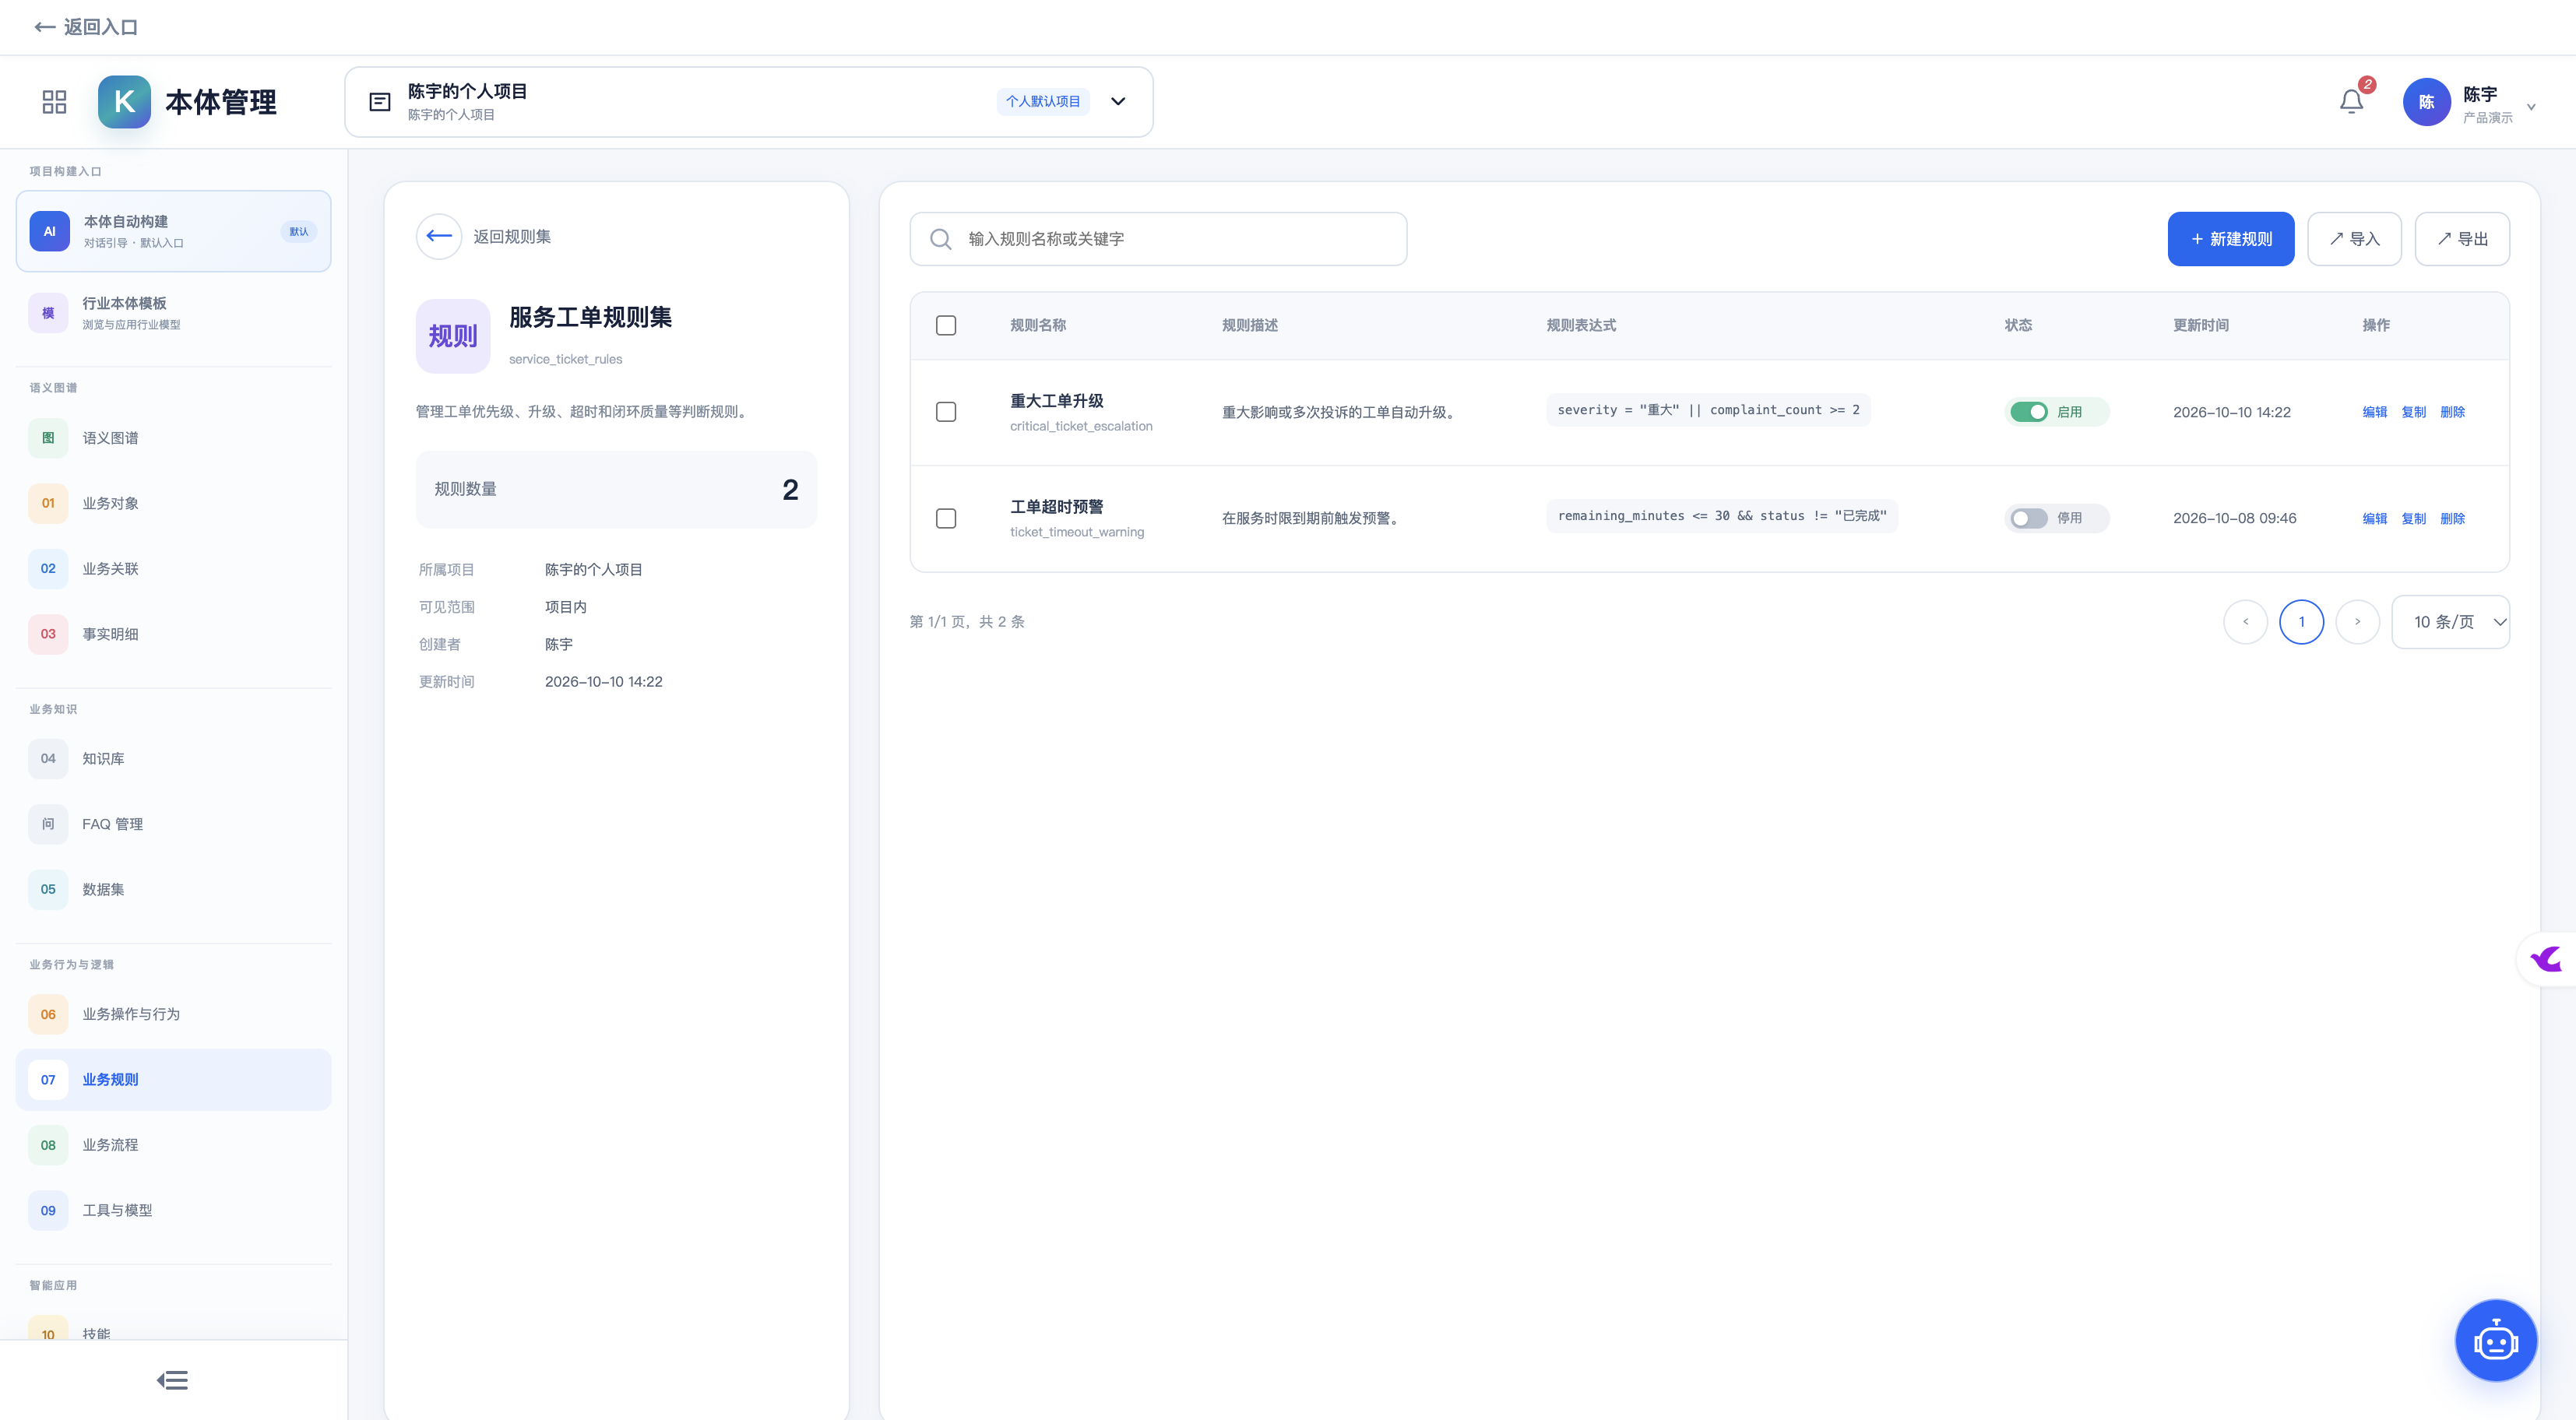 ← 返回入口
K 本体管理
陈宇的个人项目
陈宇的个人项目
个人默认项目
2
陈
陈宇
产品演示
项目构建入口
AI
本体自动构建
对话引导 · 默认入口
默认
模
行业本体模板
浏览与应用行业模型
语义图谱
图 语义图谱
01 业务对象
02 业务关联
03 事实明细
业务知识
04 知识库
问 FAQ 管理
05 数据集
业务行为与逻辑
06 业务操作与行为
07 业务规则
08 业务流程
09 工具与模型
智能应用
10 技能
返回规则集
规则
服务工单规则集
service_ticket_rules
管理工单优先级、升级、超时和闭环质量等判断规则。
规则数量 2
所属项目 陈宇的个人项目
可见范围 项目内
创建者 陈宇
更新时间 2026-10-10 14:22
输入规则名称或关键字
+ 新建规则
↗ 导入
↗ 导出
规则名称 规则描述 规则表达式 状态 更新时间 操作
重大工单升级
critical_ticket_escalation
重大影响或多次投诉的工单自动升级。
severity = "重大" || complaint_count >= 2
启用
2026-10-10 14:22
编辑 复制 删除
工单超时预警
ticket_timeout_warning
在服务时限到期前触发预警。
remaining_minutes <= 30 && status != "已完成"
停用
2026-10-08 09:46
编辑 复制 删除
第 1/1 页，共 2 条
‹ 1 › 10 条/页